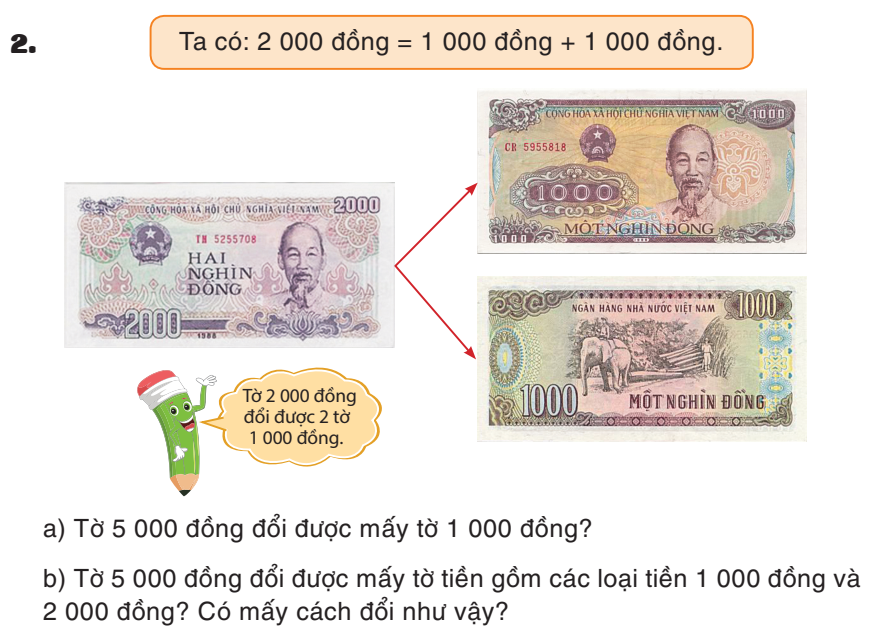 2.
Ta có: 2 000 đồng = 1 000 đồng + 1 000 đồng.
CỘNG HÒA XÃ HỘI CHỦ NGHĨA VIỆT NAM
1000
CR 5955818
1000
1000
MỘT NGHÌN ĐỒNG
CỘNG HÒA XÃ HỘI CHỦ NGHĨA VIỆT NAM
2000
TH 5255708
HAI
NGHÌN
ĐỒNG
2000
1988
NGÂN HÀNG NHÀ NƯỚC VIỆT NAM
1000
1000
MỘT NGHÌN ĐỒNG
Tờ 2 000 đồng
đổi được 2 tờ
1 000 đồng.
a) Tờ 5 000 đồng đổi được mấy tờ 1 000 đồng?
b) Tờ 5 000 đồng đổi được mấy tờ tiền gồm các loại tiền 1 000 đồng và
2 000 đồng? Có mấy cách đổi như vậy?